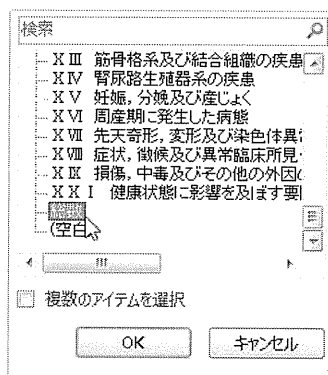 検索
XⅢ 筋骨格系及び結合組織の疾患
XⅣ 腎尿路生殖器系の疾患
XⅤ 妊娠，分娩及び産じょく
XⅥ 周産期に発生した病態
XⅦ 先天奇形，変形及び染色体異
XⅧ 症状，徴候及び異常臨床所見・
XⅨ 損傷，中毒及びその他の外因
XXⅠ 健康状態に影響を及ぼす要
(空白
複数のアイテムを選択
OK
キャンセル